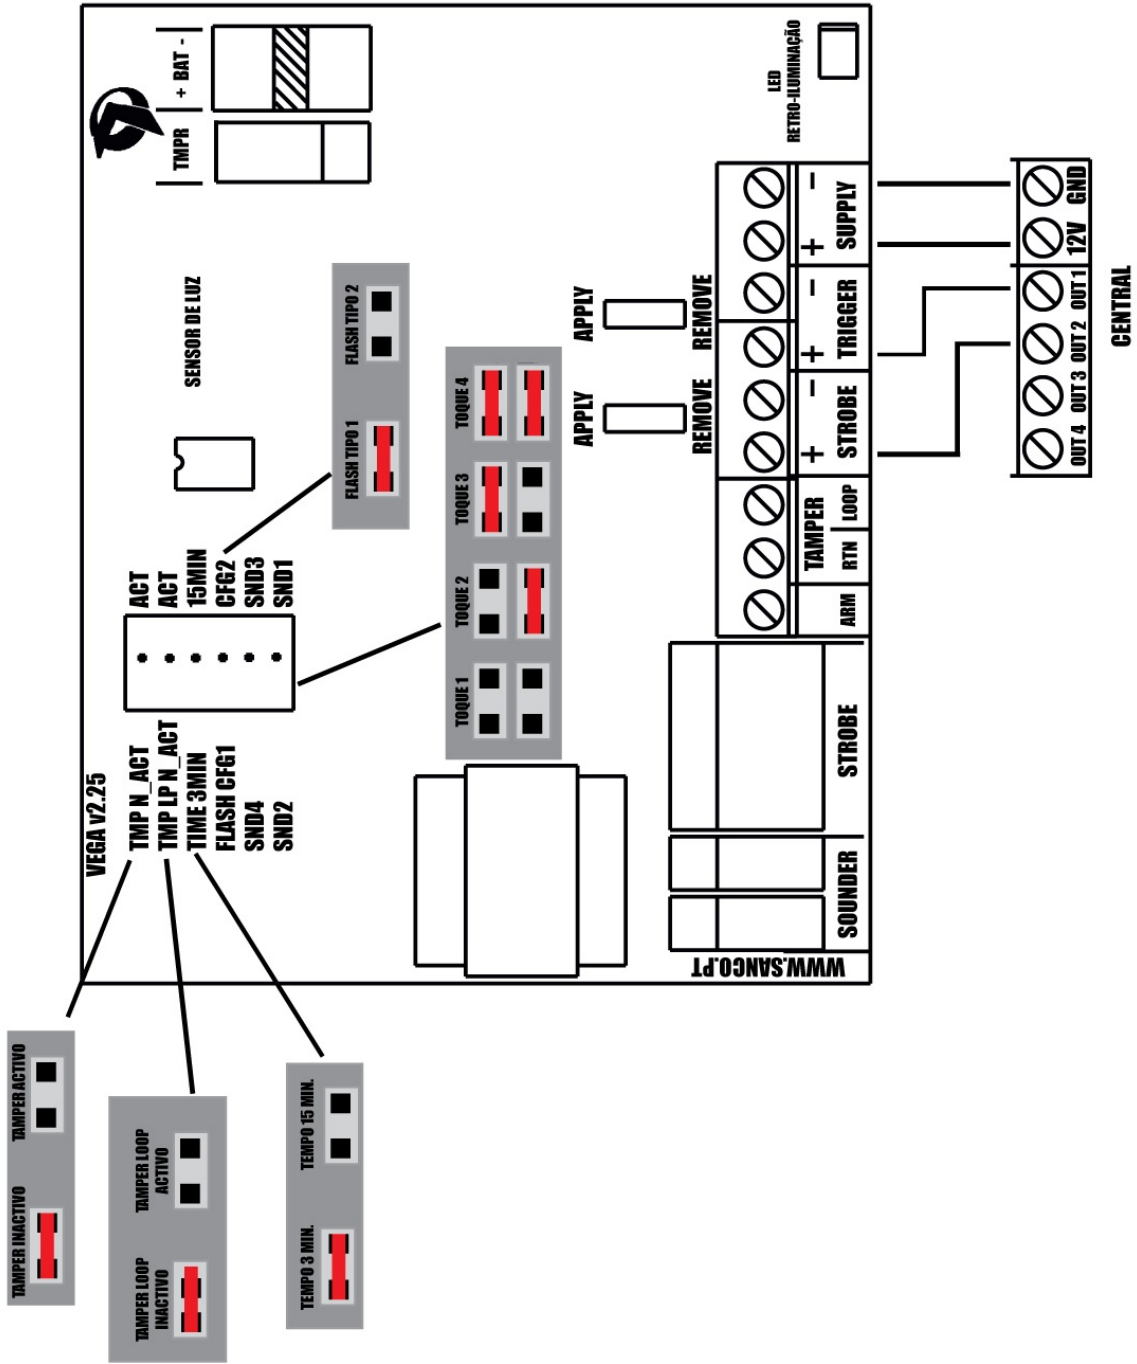 VEGA v2.25
+ BAT -
TMPR
SENSOR DE LUZ
LED
RETRO-ILUMINAÇÃO
TMP N_ACT
TMP LP N_ACT
TIME 3MIN
FLASH CFG1
SND4
SND2
ACT
ACT
15MIN
CFG2
SND3
SND1
TAMPER INACTIVO
TAMPER ACTIVO
TAMPER LOOP
INACTIVO
TAMPER LOOP
ACTIVO
TEMPO 3 MIN.
TEMPO 15 MIN.
FLASH TIPO 1
FLASH TIPO 2
TOQUE 1
TOQUE 2
TOQUE 3
TOQUE 4
APPLY
REMOVE
APPLY
REMOVE
WWW.SANCO.PT
SOUNDER
STROBE
ARM
TAMPER
RTN
LOOP
+ -
STROBE
+ -
TRIGGER
+ -
SUPPLY
OUT 4
OUT 3
OUT 2
OUT 1
12V
GND
CENTRAL